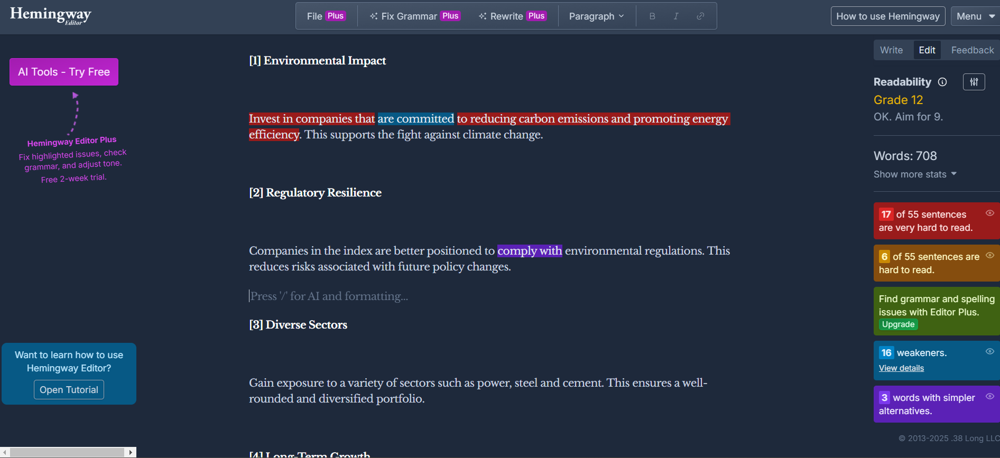 Hemingway
Editor
File Plus
Fix Grammar Plus
Rewrite Plus
Paragraph
B
I
How to use Hemingway
Menu
AI Tools - Try Free
Hemingway Editor Plus
Fix highlighted issues, check
grammar, and adjust tone.
Free 2-week trial.
Want to learn how to use
Hemingway Editor?
Open Tutorial
[1] Environmental Impact
Invest in companies that are committed to reducing carbon emissions and promoting energy
efficiency. This supports the fight against climate change.
[2] Regulatory Resilience
Companies in the index are better positioned to comply with environmental regulations. This
reduces risks associated with future policy changes.
Press '/' for AI and formatting...
[3] Diverse Sectors
Gain exposure to a variety of sectors such as power, steel and cement. This ensures a well-
rounded and diversified portfolio.
[4] Long-Term Growth
Write
Edit
Feedback
Readability
Grade 12
OK. Aim for 9.
Words: 708
Show more stats
17 of 55 sentences
are very hard to read.
6 of 55 sentences are
hard to read.
Find grammar and spelling
issues with Editor Plus.
Upgrade
16 weakeners.
View details
3 words with simpler
alternatives.
© 2013-2025 .38 Long LLC